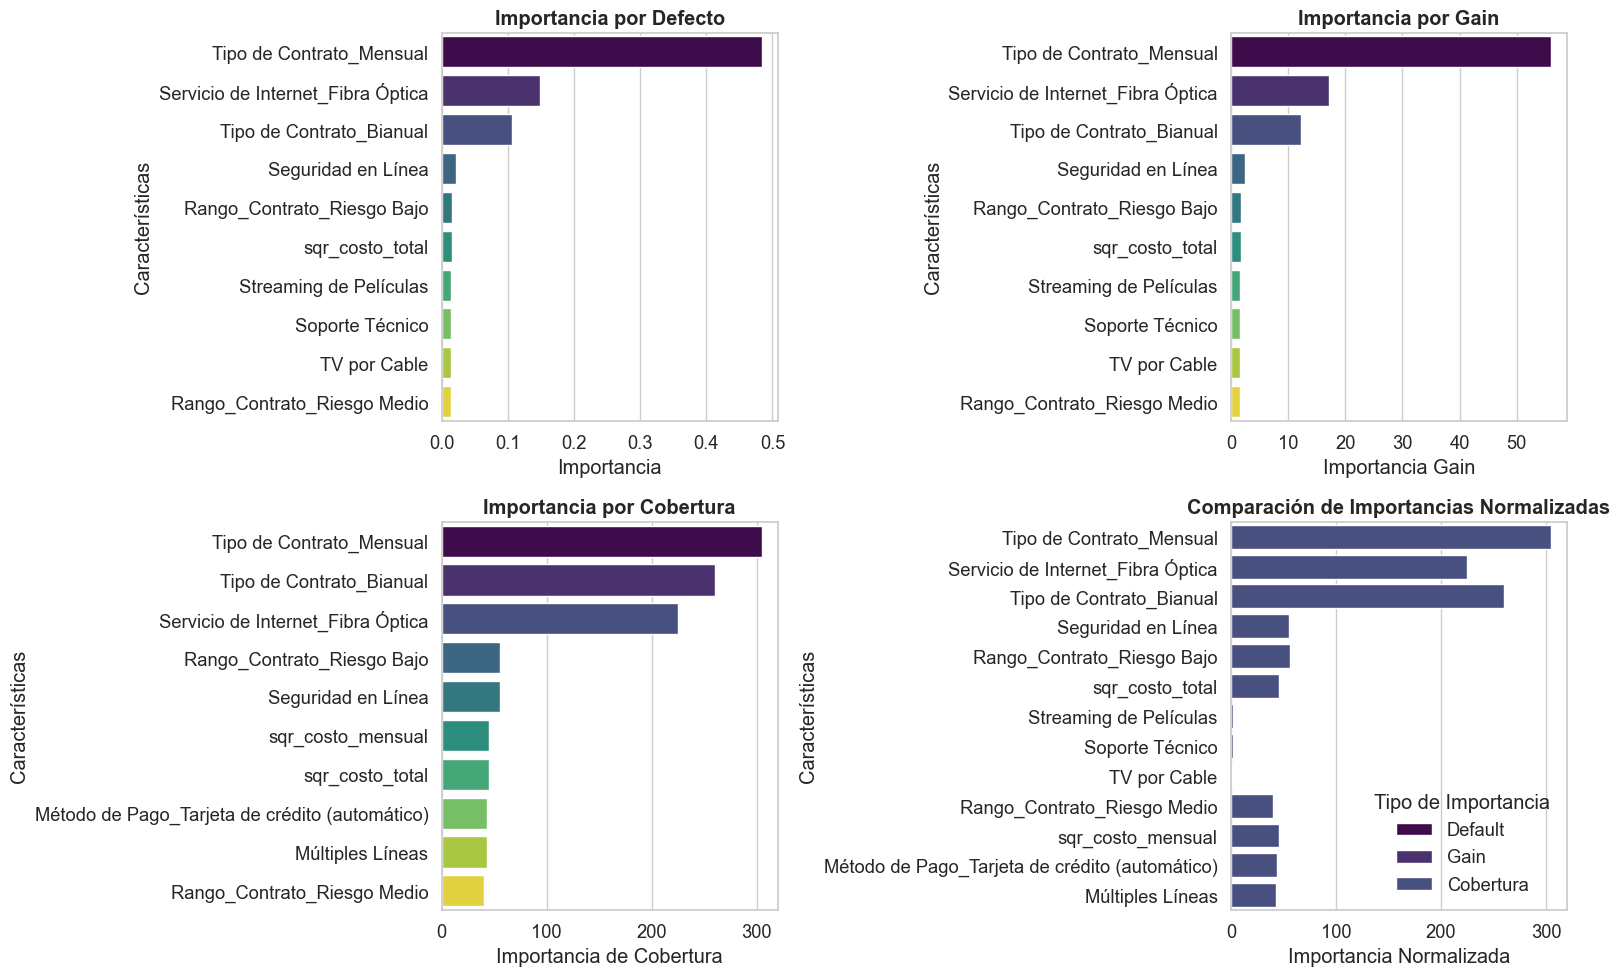 Importancia por Defecto
Características
Tipo de Contrato_Mensual
Servicio de Internet_Fibra Óptica
Tipo de Contrato_Bianual
Seguridad en Línea
Rango_Contrato_Riesgo Bajo
sqr_costo_total
Streaming de Películas
Soporte Técnico
TV por Cable
Rango_Contrato_Riesgo Medio
0.0 0.1 0.2 0.3 0.4 0.5
Importancia
Importancia por Gain
Características
Tipo de Contrato_Mensual
Servicio de Internet_Fibra Óptica
Tipo de Contrato_Bianual
Seguridad en Línea
Rango_Contrato_Riesgo Bajo
sqr_costo_total
Streaming de Películas
Soporte Técnico
TV por Cable
Rango_Contrato_Riesgo Medio
0 10 20 30 40 50
Importancia Gain
Importancia por Cobertura
Características
Tipo de Contrato_Mensual
Tipo de Contrato_Bianual
Servicio de Internet_Fibra Óptica
Rango_Contrato_Riesgo Bajo
Seguridad en Línea
sqr_costo_mensual
sqr_costo_total
Método de Pago_Tarjeta de crédito (automático)
Múltiples Líneas
Rango_Contrato_Riesgo Medio
0 100 200 300
Importancia de Cobertura
Comparación de Importancias Normalizadas
Características
Tipo de Contrato_Mensual
Servicio de Internet_Fibra Óptica
Tipo de Contrato_Bianual
Seguridad en Línea
Rango_Contrato_Riesgo Bajo
sqr_costo_total
Streaming de Películas
Soporte Técnico
TV por Cable
Rango_Contrato_Riesgo Medio
sqr_costo_mensual
Método de Pago_Tarjeta de crédito (automático)
Múltiples Líneas
Tipo de Importancia
Default
Gain
Cobertura
0 100 200 300
Importancia Normalizada